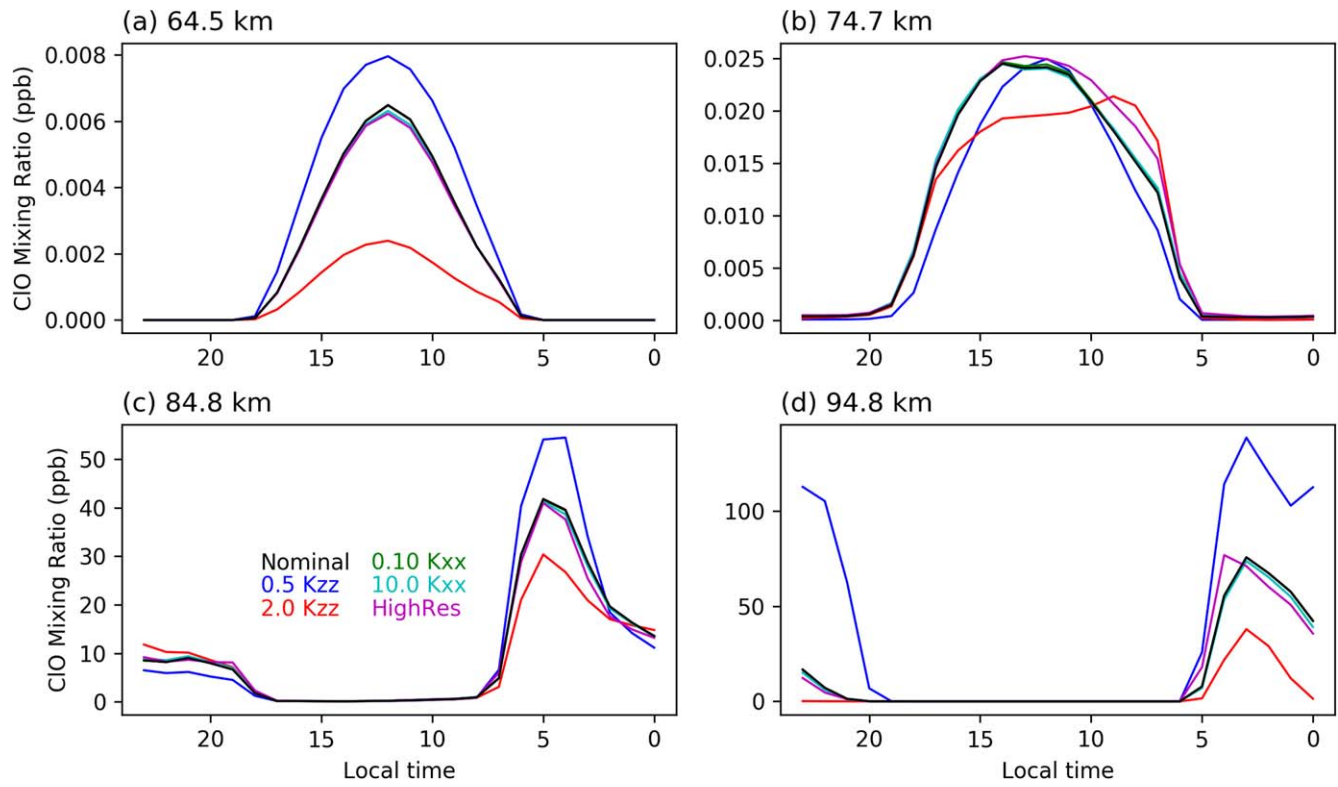 (a) 64.5 km
ClO Mixing Ratio (ppb)
0.008
0.006
0.004
0.002
0.000
20 15 10 5 0
(b) 74.7 km
0.025
0.020
0.015
0.010
0.005
0.000
20 15 10 5 0
(c) 84.8 km
ClO Mixing Ratio (ppb)
50
40
30
20
10
0
Nominal 0.10 Kxx
0.5 Kzz 10.0 Kxx
2.0 Kzz HighRes
20 15 10 5 0
Local time
(d) 94.8 km
100
50
0
20 15 10 5 0
Local time